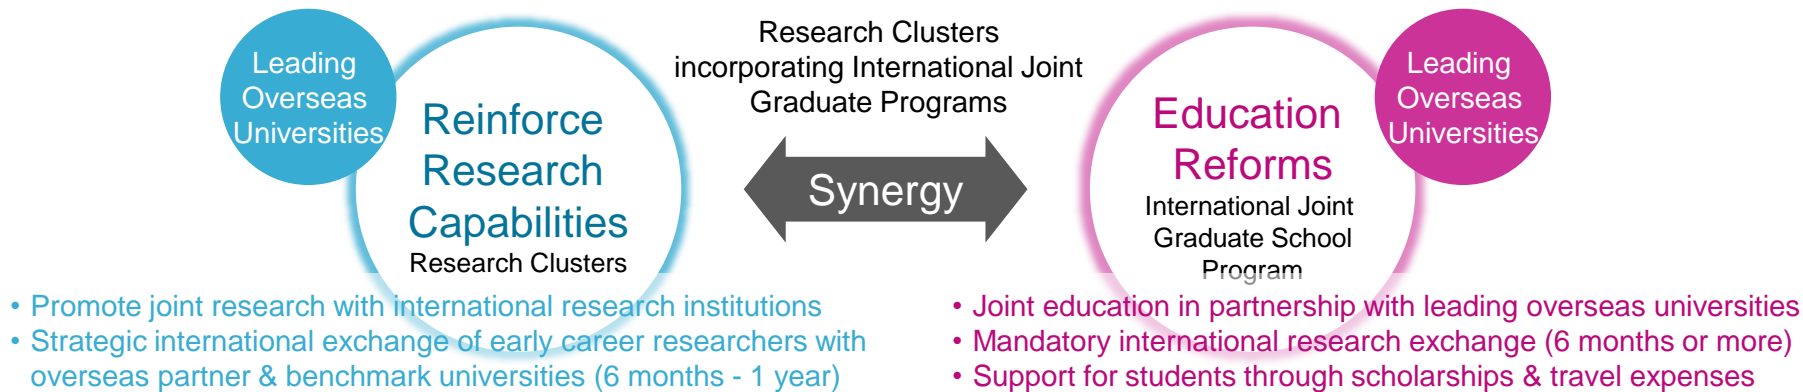 Leading
Overseas
Universities
Reinforce
Research
Capabilities
Research Clusters
Research Clusters
incorporating International Joint
Graduate Programs
Synergy
Education
Reforms
International Joint
Graduate School
Program
Leading
Overseas
Universities
• Promote joint research with international research institutions
• Strategic international exchange of early career researchers with
overseas partner & benchmark universities (6 months - 1 year)
• Joint education in partnership with leading overseas universities
• Mandatory international research exchange (6 months or more)
• Support for students through scholarships & travel expenses